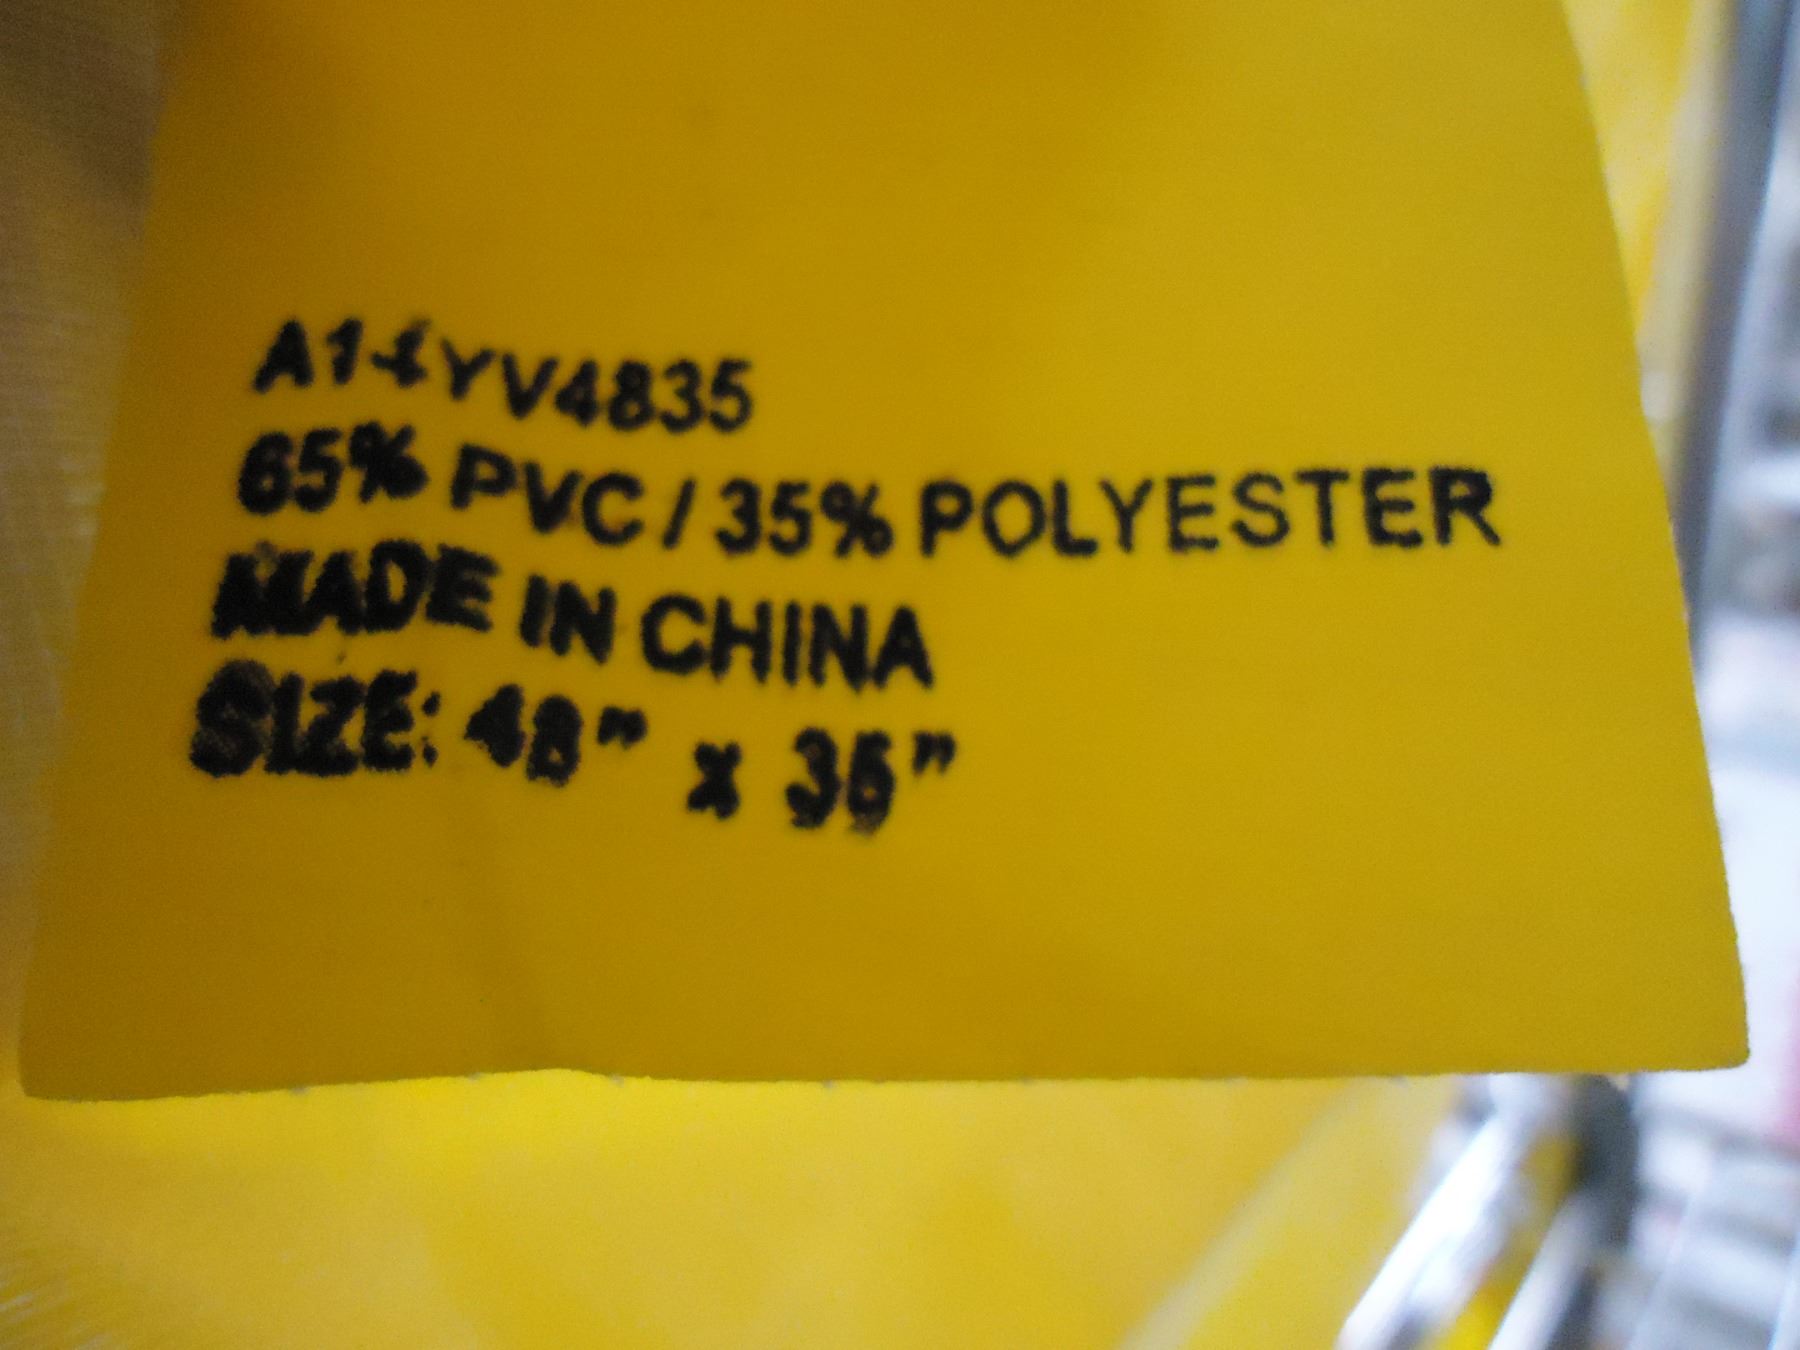 A14YV4835
65% PVC / 35% POLYESTER
MADE IN CHINA
SIZE: 48" x 35"